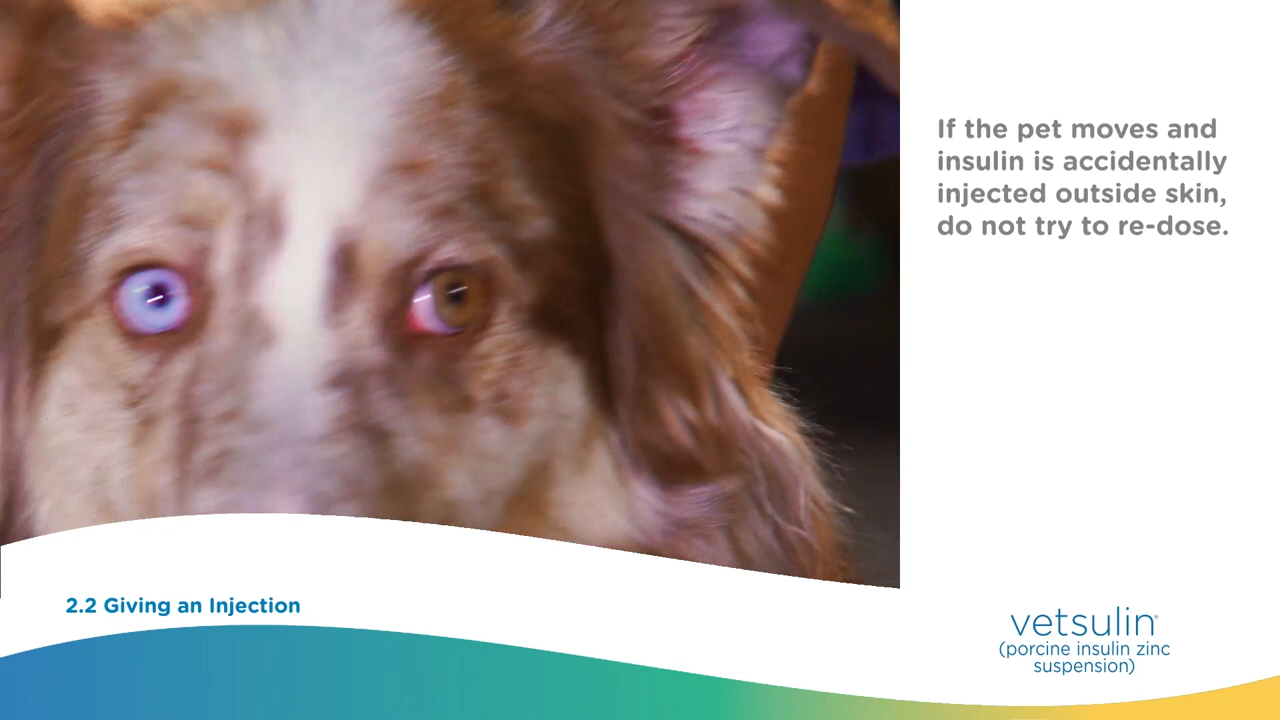 If the pet moves and
insulin is accidentally
injected outside skin,
do not try to re-dose.
2.2 Giving an Injection
vetsulin®
(porcine insulin zinc
suspension)